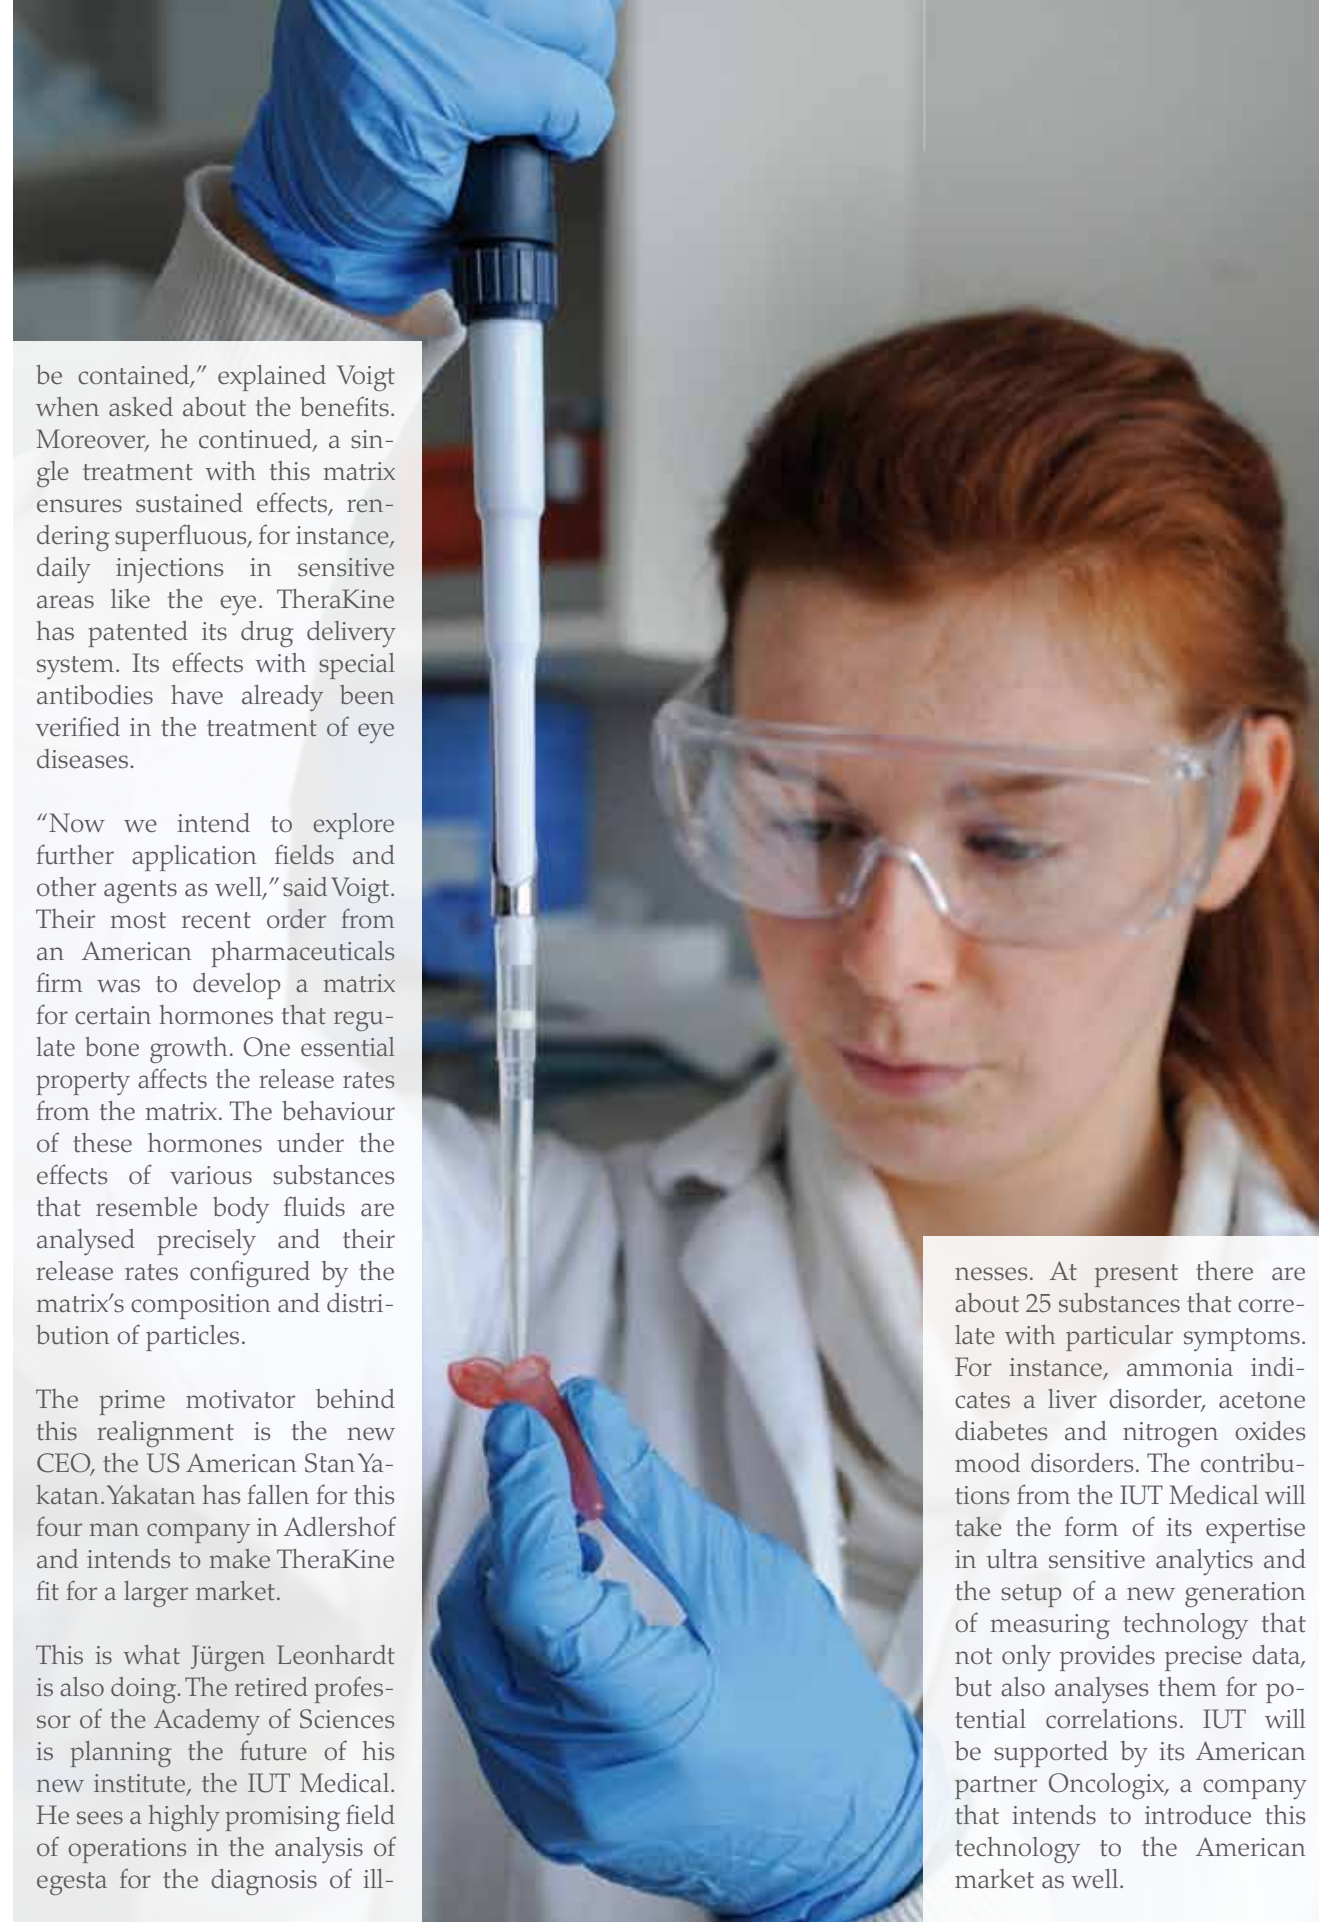 be contained,” explained Voigt
when asked about the benefits.
Moreover, he continued, a sin-
gle treatment with this matrix
ensures sustained effects, ren-
dering superfluous, for instance,
daily injections in sensitive
areas like the eye. TheraKine
has patented its drug delivery
system. Its effects with special
antibodies have already been
verified in the treatment of eye
diseases.

“Now we intend to explore
further application fields and
other agents as well,” said Voigt.
Their most recent order from
an American pharmaceuticals
firm was to develop a matrix
for certain hormones that regu-
late bone growth. One essential
property affects the release rates
from the matrix. The behaviour
of these hormones under the
effects of various substances
that resemble body fluids are
analysed precisely and their
release rates configured by the
matrix’s composition and distri-
bution of particles.

The prime motivator behind
this realignment is the new
CEO, the US American Stan Ya-
katan. Yakatan has fallen for this
four man company in Adlershof
and intends to make TheraKine
fit for a larger market.

This is what Jürgen Leonhardt
is also doing. The retired profes-
sor of the Academy of Sciences
is planning the future of his
new institute, the IUT Medical.
He sees a highly promising field
of operations in the analysis of
egesta for the diagnosis of ill-
nesses. At present there are
about 25 substances that corre-
late with particular symptoms.
For instance, ammonia indi-
cates a liver disorder, acetone
diabetes and nitrogen oxides
mood disorders. The contribu-
tions from the IUT Medical will
take the form of its expertise
in ultra sensitive analytics and
the setup of a new generation
of measuring technology that
not only provides precise data,
but also analyses them for po-
tential correlations. IUT will
be supported by its American
partner Oncologix, a company
that intends to introduce this
technology to the American
market as well.